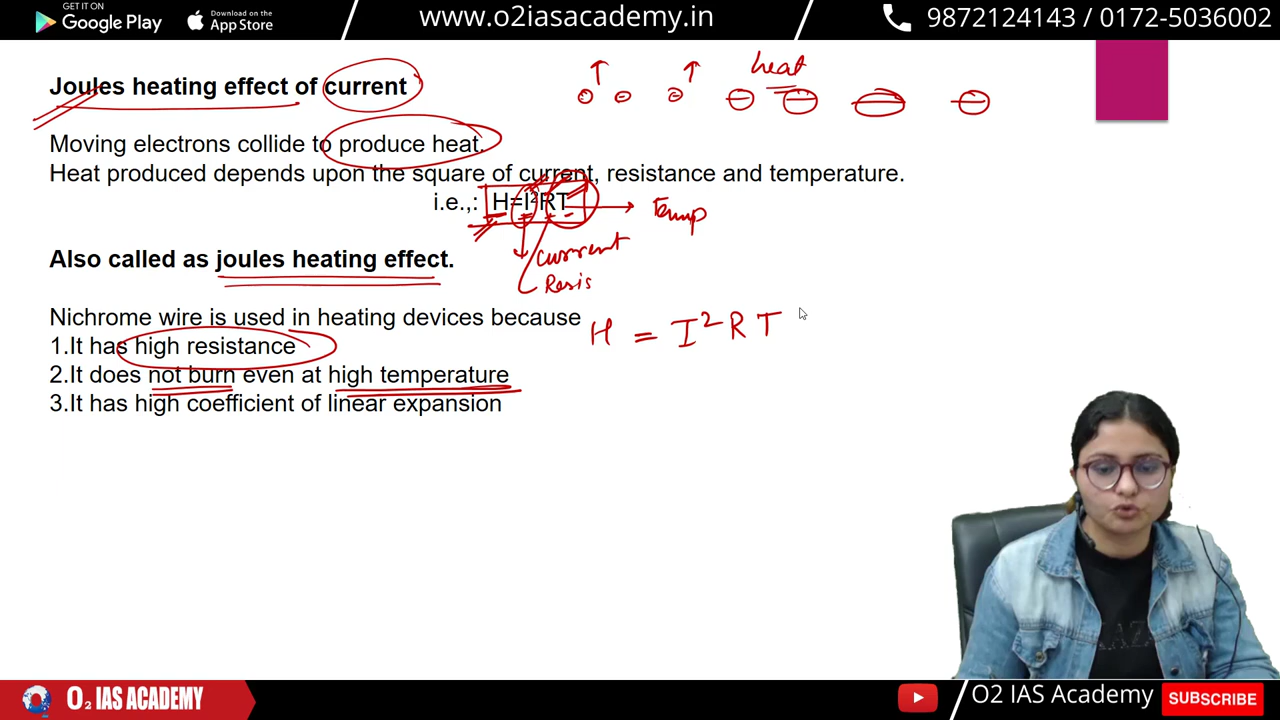 GET IT ON
Google Play
Download on the
App Store
www.o2iasacademy.in
9872124143 / 0172-5036002
heat
Joules heating effect of current
Moving electrons collide to produce heat.
Heat produced depends upon the square of current, resistance and temperature.
i.e.,: H=I²RT
Temp
Current
Resis
Also called as joules heating effect.
Nichrome wire is used in heating devices because
H = I² R T
1.It has high resistance
2.It does not burn even at high temperature
3.It has high coefficient of linear expansion
O₂ IAS ACADEMY
O2 IAS Academy
SUBSCRIBE